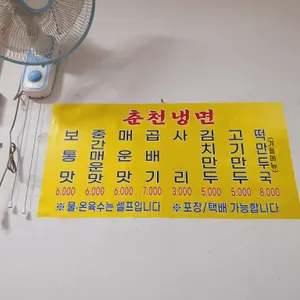 춘천냉면
보통맛 6,000
중간매운맛 6,000
매운맛 6,000
곱배기 7,000
사리 3,000
김치만두 5,000
고기만두 5,000
떡만두국 (겨울메뉴) 8,000
※ 물·온육수는 셀프입니다 ※ 포장/택배 가능합니다